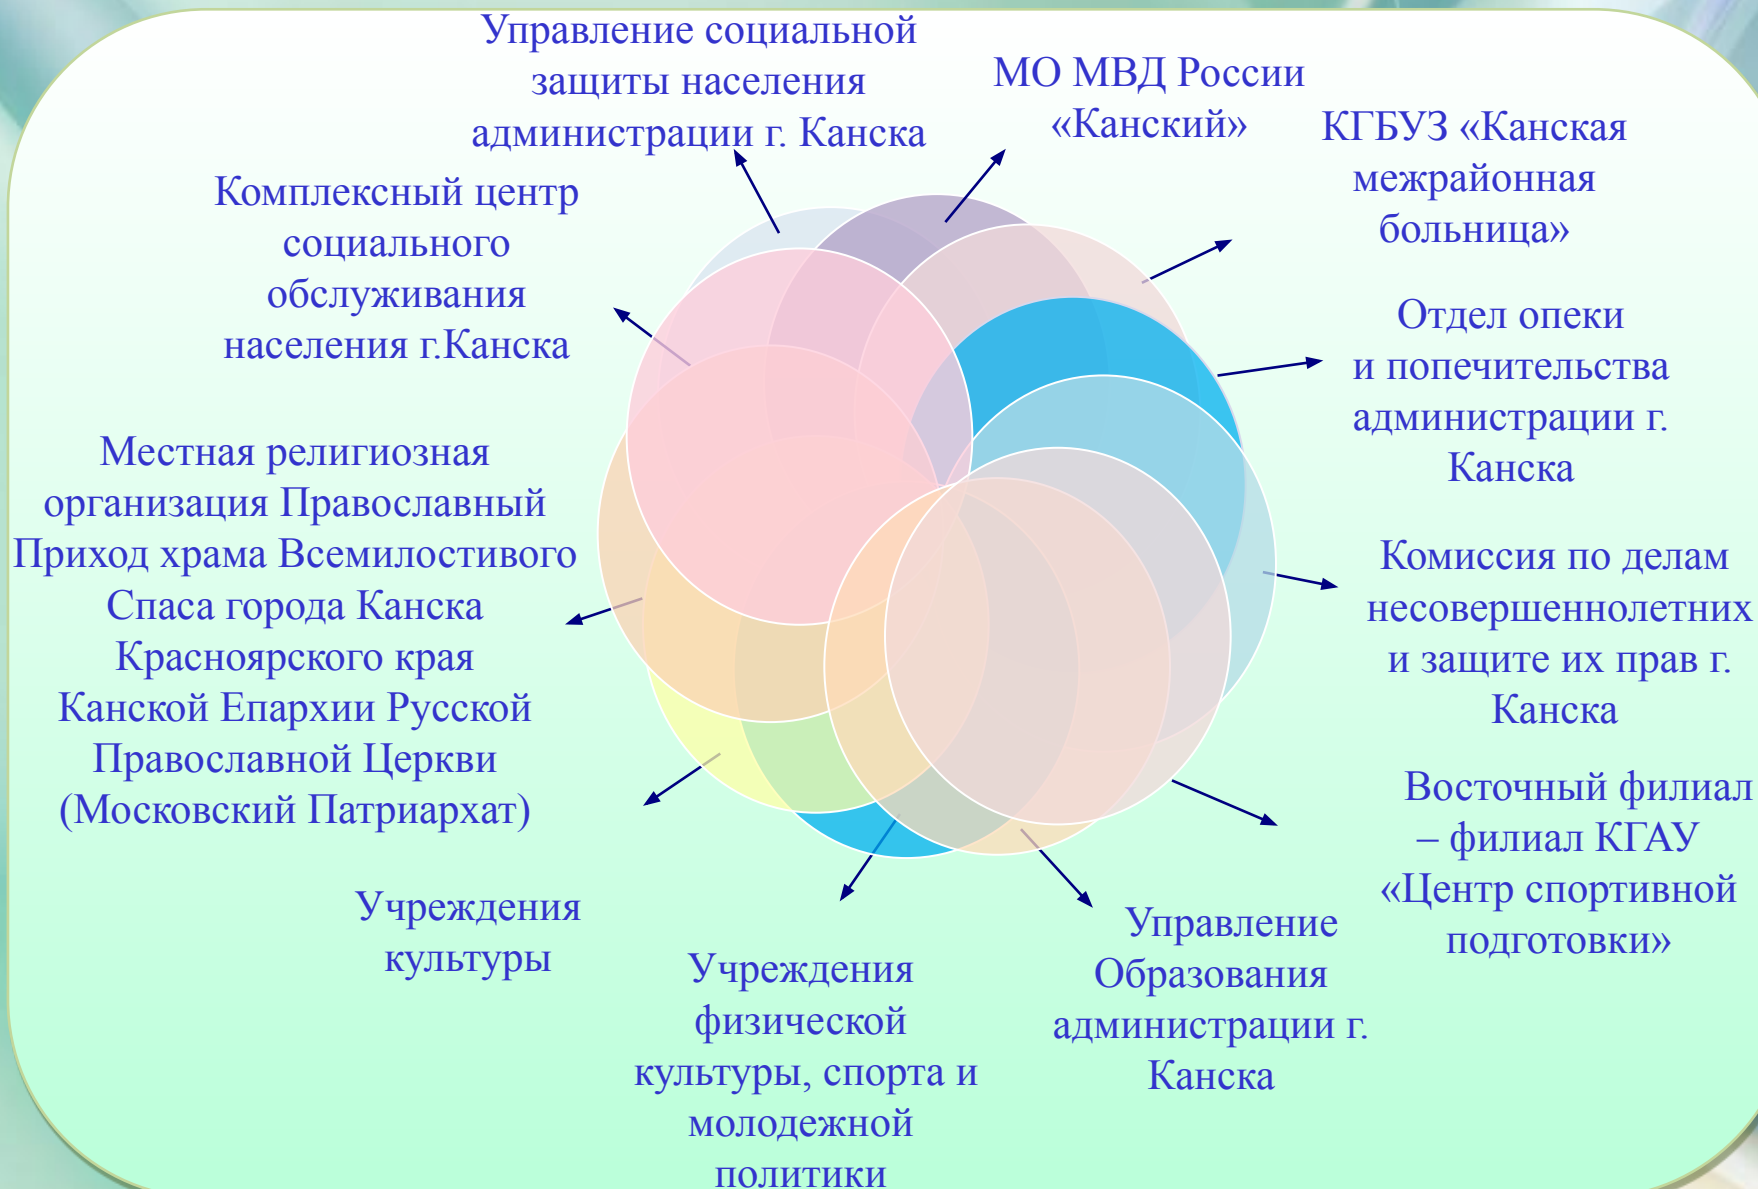 Управление социальной
защиты населения
администрации г. Канска
МО МВД России
«Канский»
КГБУЗ «Канская
межрайонная
больница»
Отдел опеки
и попечительства
администрации г.
Канска
Комиссия по делам
несовершеннолетних
и защите их прав г.
Канска
Восточный филиал
– филиал КГАУ
«Центр спортивной
подготовки»
Управление
Образования
администрации г.
Канска
Учреждения
физической
культуры, спорта и
молодежной
политики
Учреждения
культуры
Местная религиозная
организация Православный
Приход храма Всемилостивого
Спаса города Канска
Красноярского края
Канской Епархии Русской
Православной Церкви
(Московский Патриархат)
Комплексный центр
социального
обслуживания
населения г.Канска